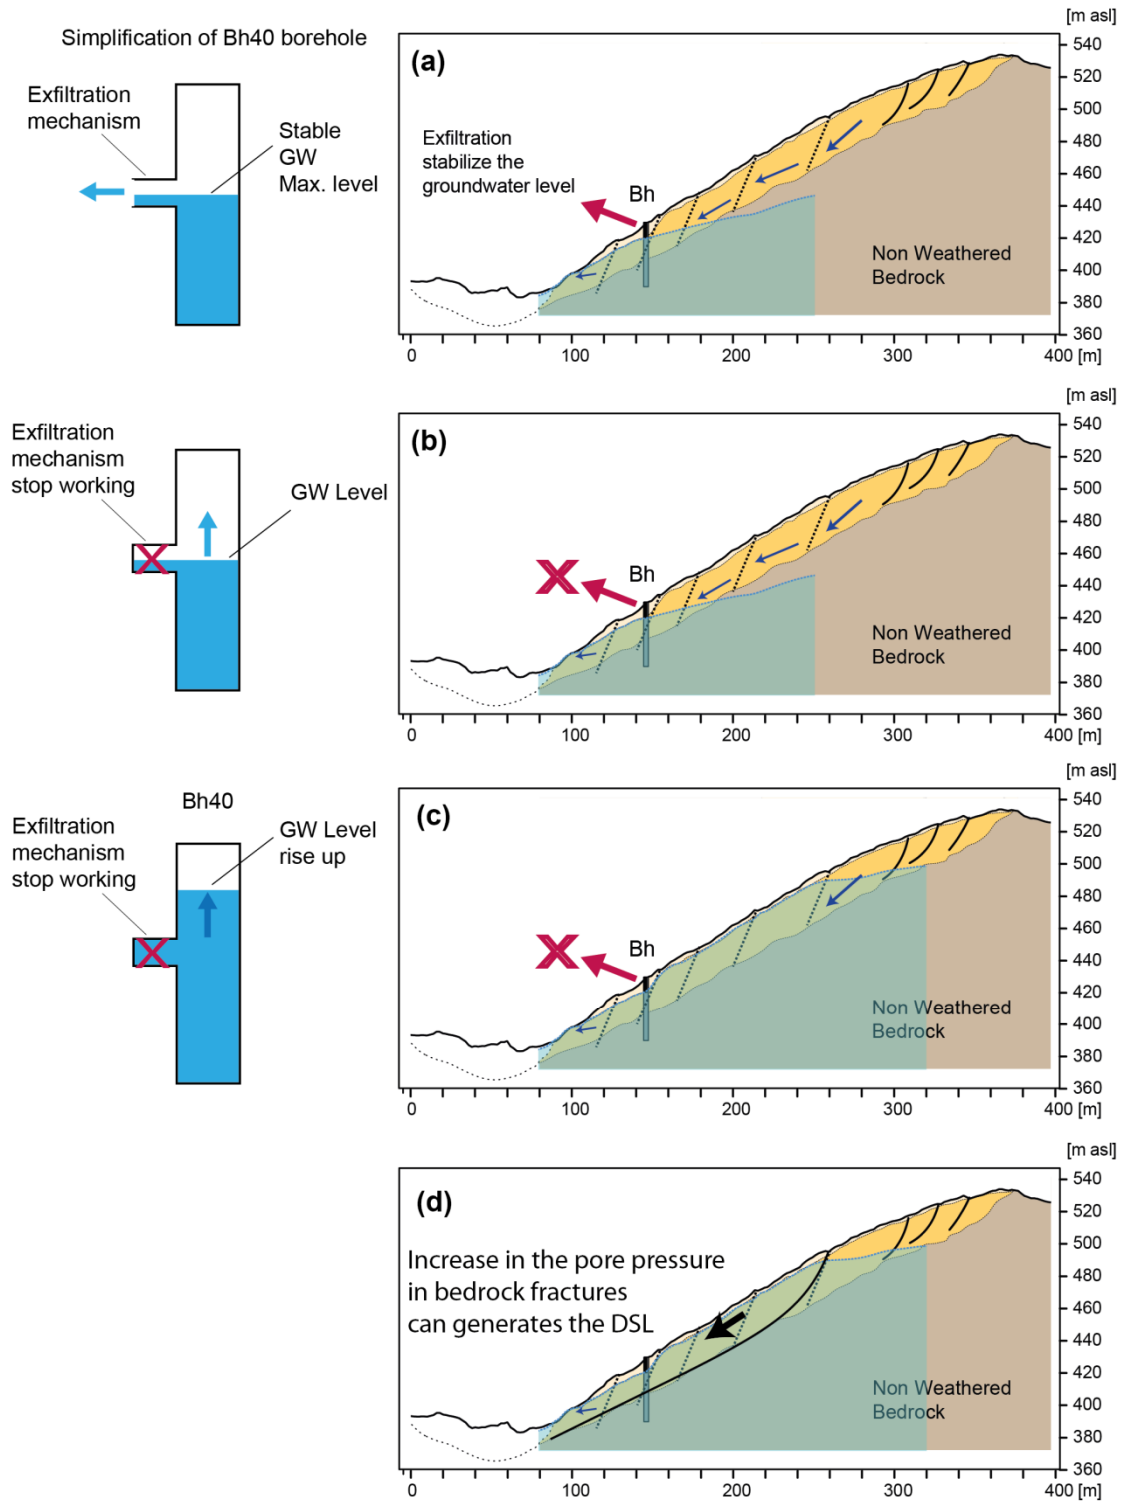 Simplification of Bh40 borehole
Exfiltration
mechanism
Stable
GW
Max. level
[m asl]
(a)
Exfiltration
stabilize the
groundwater level
Bh
Non Weathered
Bedrock
540
520
500
480
460
440
420
400
380
360
0
100
200
300
400 [m]
Exfiltration
mechanism
stop working
GW Level
[m asl]
(b)
X
Bh
Non Weathered
Bedrock
540
520
500
480
460
440
420
400
380
360
0
100
200
300
400 [m]
Bh40
Exfiltration
mechanism
stop working
GW Level
rise up
[m asl]
(c)
X
Bh
Non Weathered
Bedrock
540
520
500
480
460
440
420
400
380
360
0
100
200
300
400 [m]
[m asl]
(d)
Increase in the pore pressure
in bedrock fractures
can generates the DSL
Non Weathered
Bedrock
540
520
500
480
460
440
420
400
380
360
0
100
200
300
400 [m]